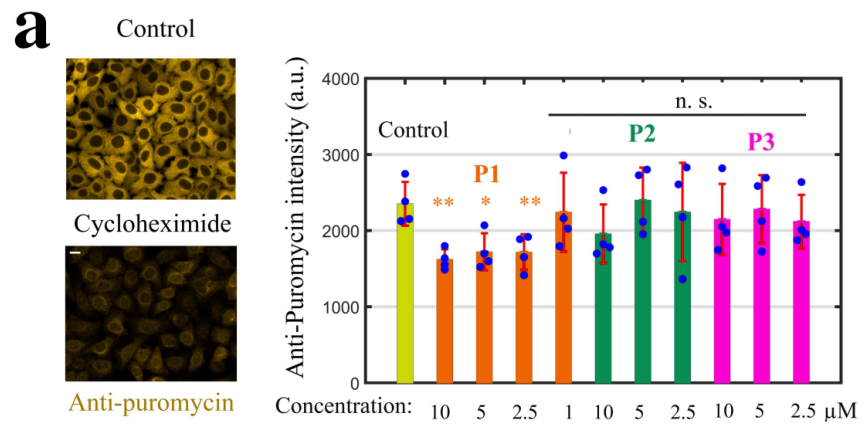 a
Control
Cycloheximide
Anti-puromycin
Anti-Puromycin intensity (a.u.)
4000
3000
2000
1000
0
Control
n. s.
P1
P2
P3
** * **
Concentration: 10 5 2.5 1 10 5 2.5 10 5 2.5 μM